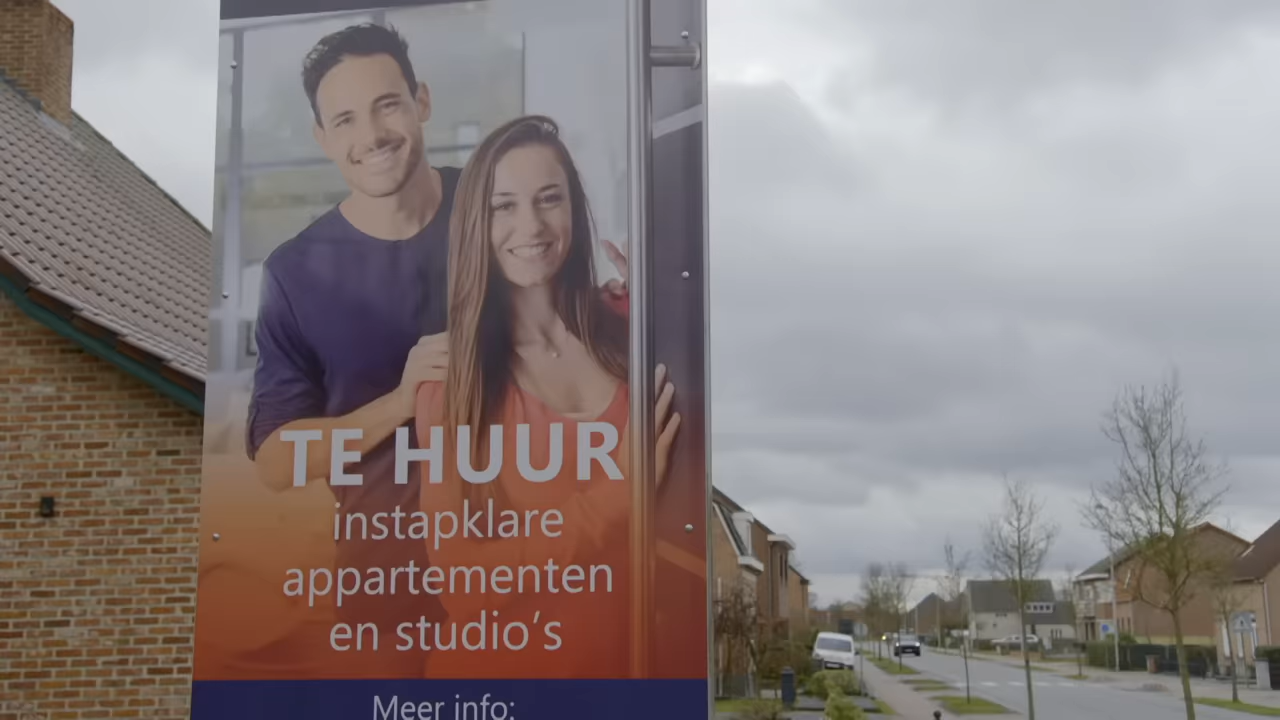 TE HUUR
instapklare
appartementen
en studio's
Meer info: